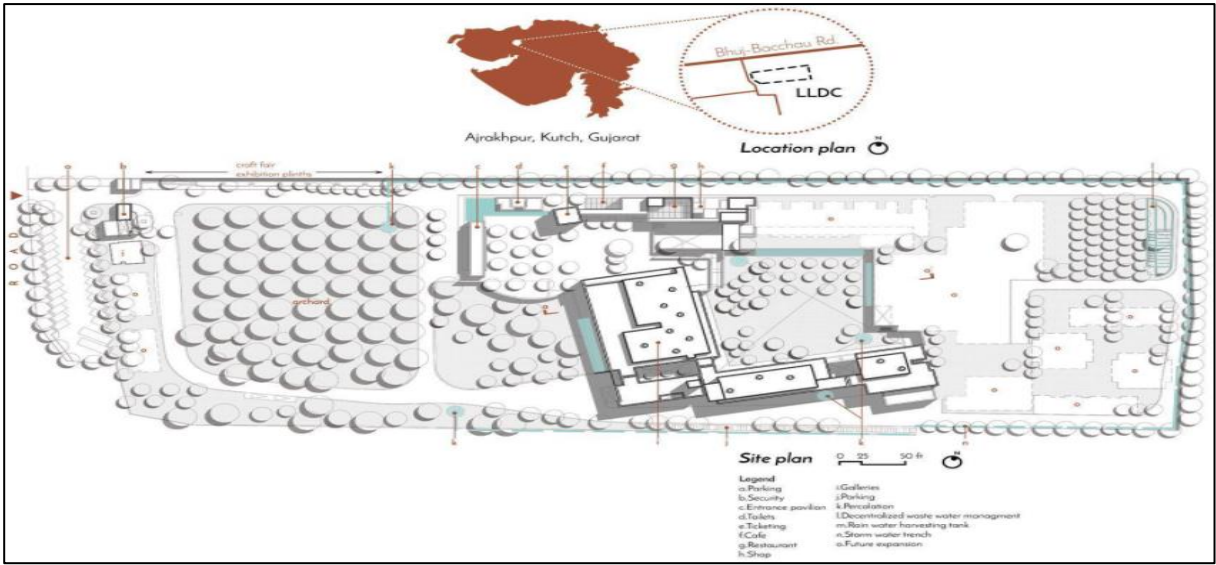 Bhuj-Bacchau Rd.
LLDC
Ajrakhpur, Kutch, Gujarat
Location plan
N
craft fair
exhibition plinths
a
b
c
d
e
f
g
h
ROAD
orchard
n
Site plan
0 25 50 ft
N
Legend
a.Parking
b.Security
c.Entrance pavilion
d.Toilets
e.Ticketing
f.Cafe
g.Restaurant
h.Shop
i.Galleries
j.Parking
k.Percolation
l.Decentralized waste water managment
m.Rain water harvesting tank
n.Storm water trench
o.Future expansion